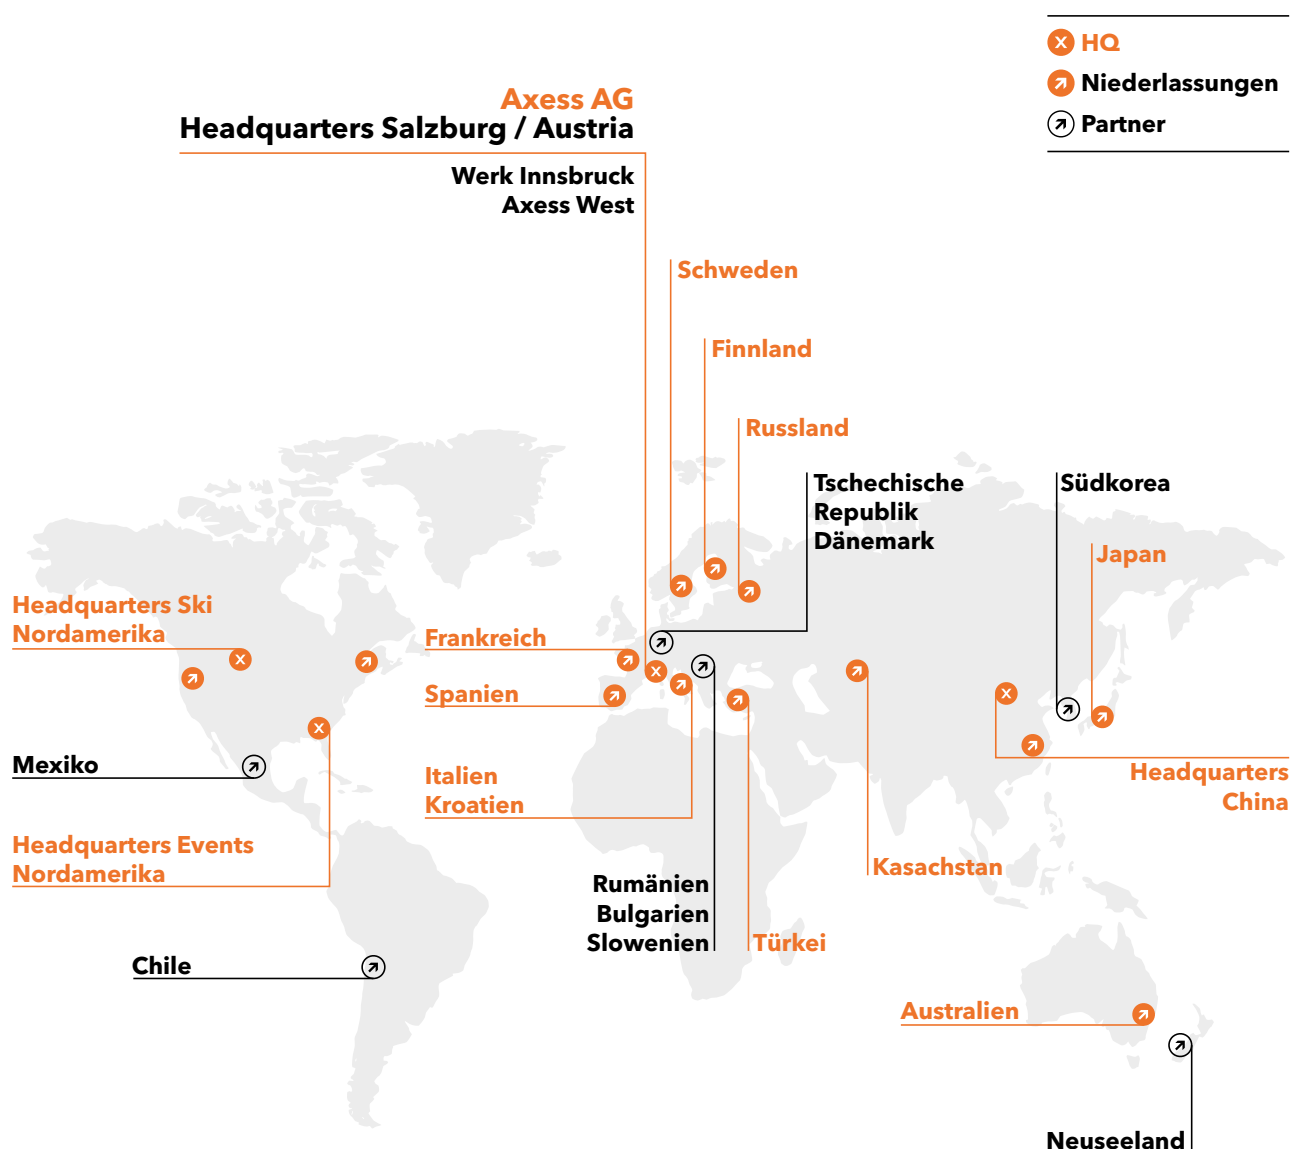 HQ
Niederlassungen
Partner
Axess AG
Headquarters Salzburg / Austria
Werk Innsbruck
Axess West
Schweden
Finnland
Russland
Tschechische
Republik
Dänemark
Südkorea
Japan
Headquarters Ski
Nordamerika
Frankreich
Spanien
Mexiko
Italien
Kroatien
Headquarters
China
Headquarters Events
Nordamerika
Kasachstan
Rumänien
Bulgarien
Slowenien
Türkei
Chile
Australien
Neuseeland